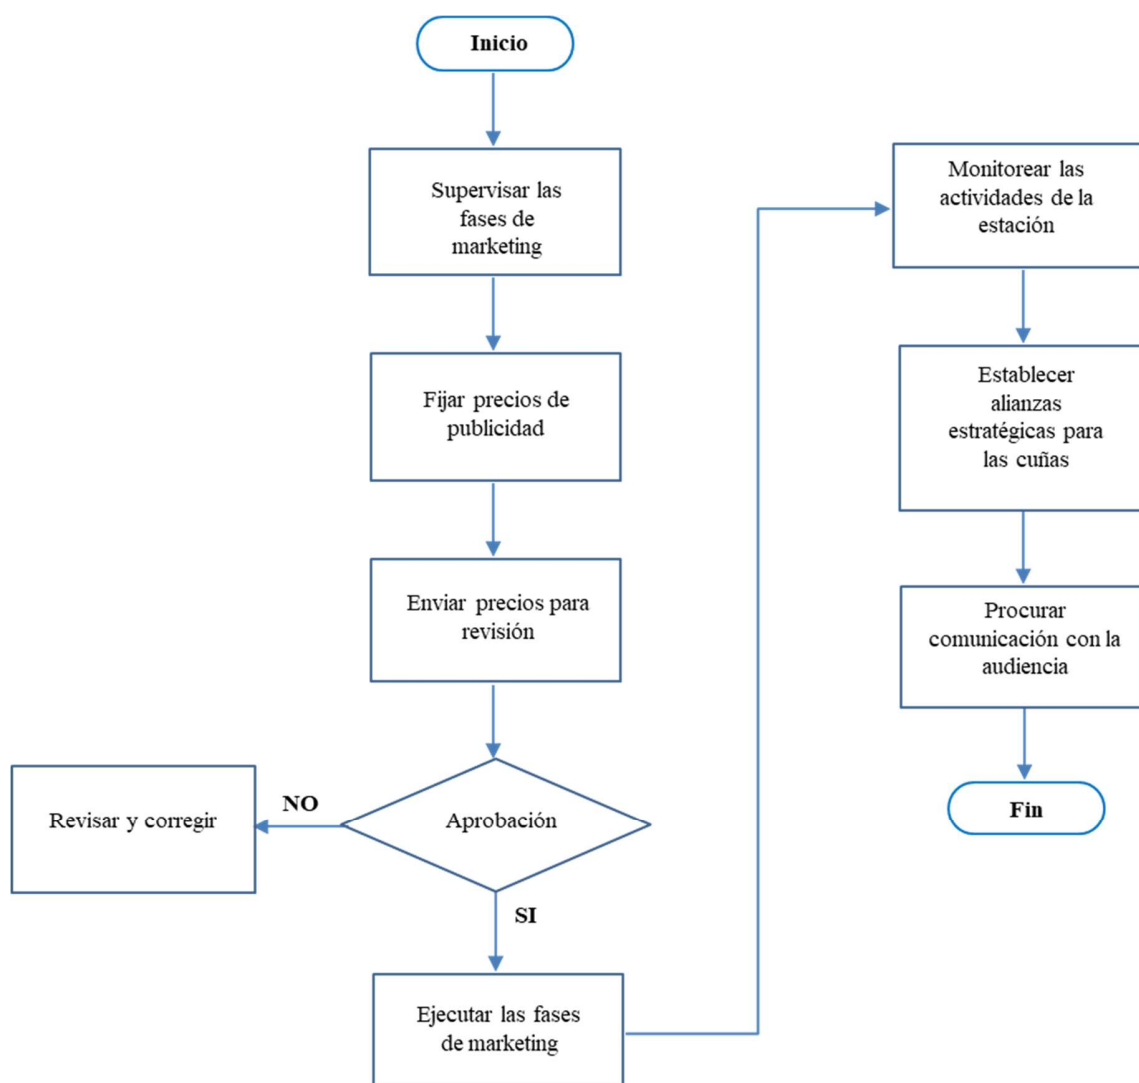 Inicio
Supervisar las
fases de
marketing
Fijar precios de
publicidad
Enviar precios para
revisión
Aprobación
NO
Revisar y corregir
SI
Ejecutar las fases
de marketing
Monitorear las
actividades de la
estación
Establecer
alianzas
estratégicas para
las cuñas
Procurar
comunicación con la
audiencia
Fin